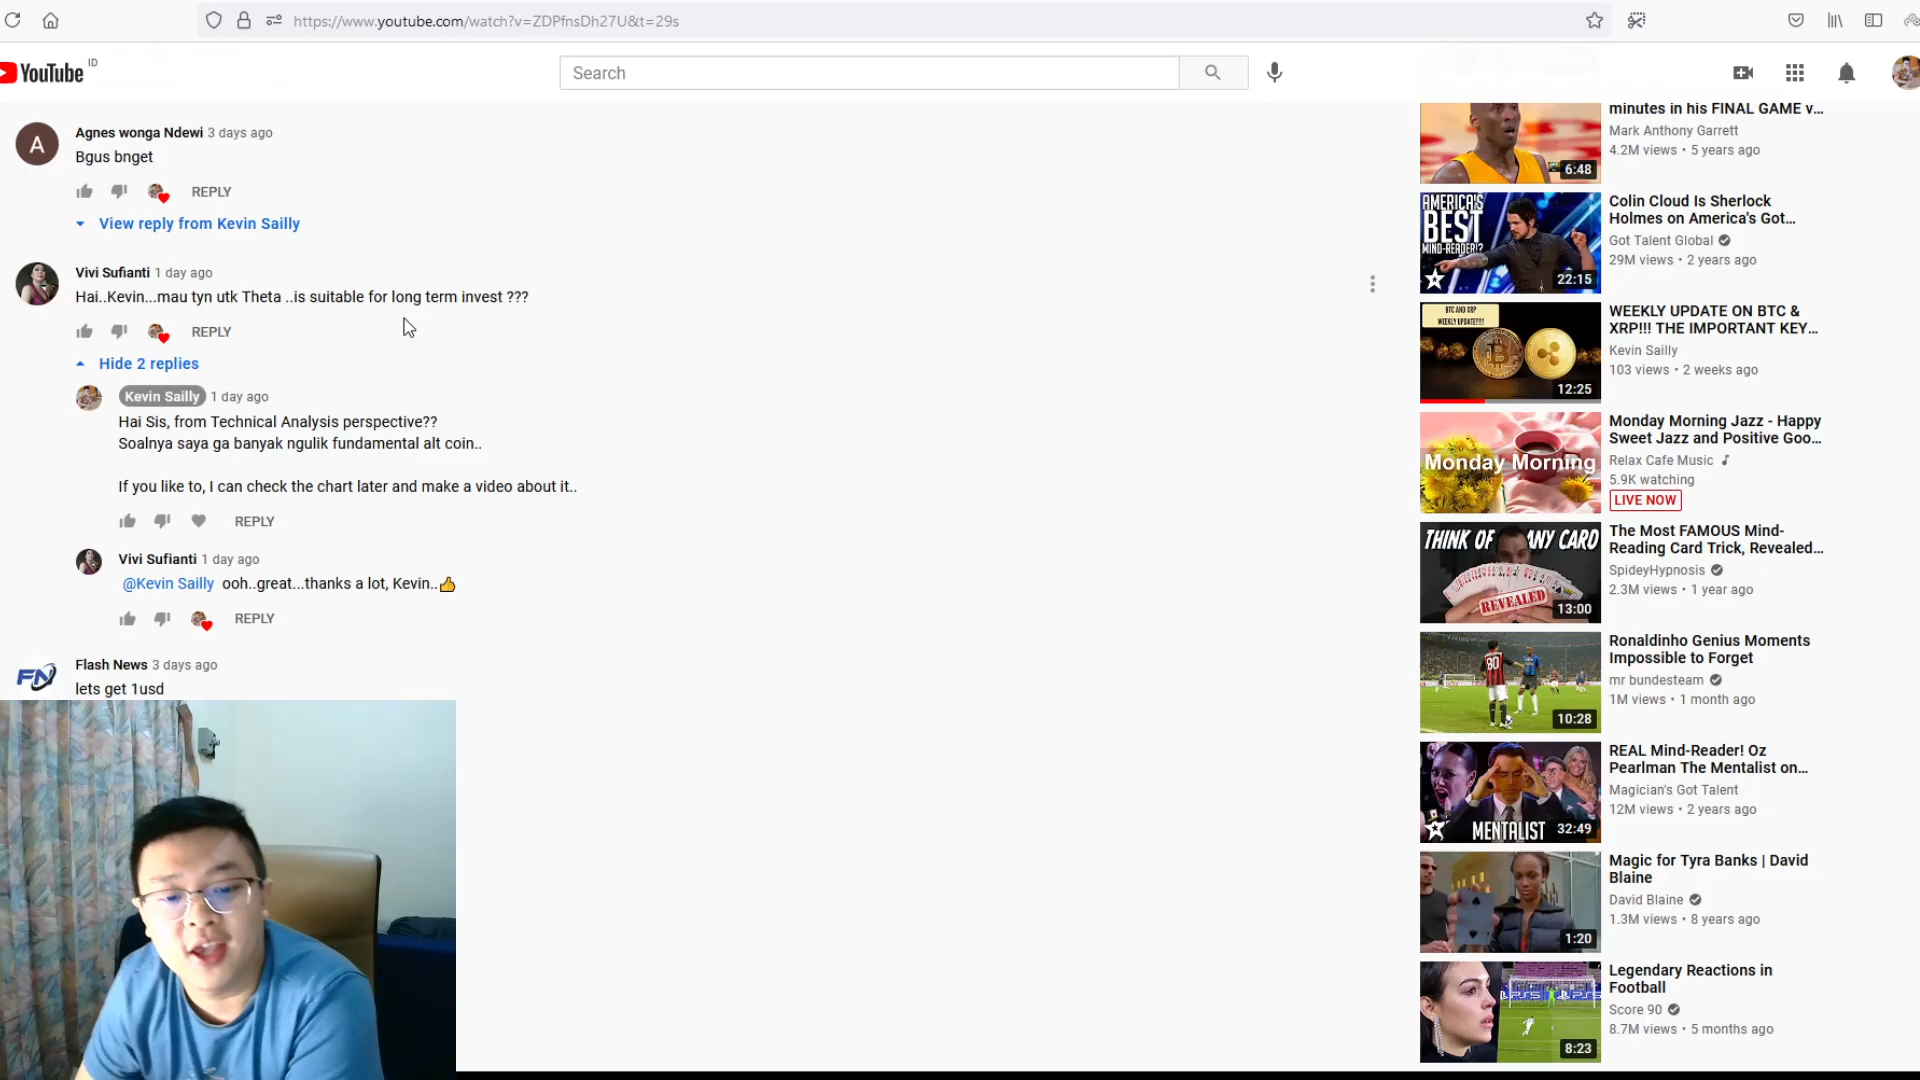 https://www.youtube.com/watch?v=ZDPfnsDh27U&t=29s
YouTube ID
Search
A
Agnes wonga Ndewi 3 days ago
Bgus bnget
REPLY
View reply from Kevin Sailly
Vivi Sufianti 1 day ago
Hai..Kevin...mau tyn utk Theta ..is suitable for long term invest ???
REPLY
Hide 2 replies
Kevin Sailly 1 day ago
Hai Sis, from Technical Analysis perspective??
Soalnya saya ga banyak ngulik fundamental alt coin..
If you like to, I can check the chart later and make a video about it..
REPLY
Vivi Sufianti 1 day ago
@Kevin Sailly ooh..great...thanks a lot, Kevin..👍
REPLY
FN
Flash News 3 days ago
lets get 1usd
6:48
minutes in his FINAL GAME v...
Mark Anthony Garrett
4.2M views • 5 years ago
AMERICA'S
BEST
MIND-READER!?
22:15
Colin Cloud Is Sherlock
Holmes on America's Got...
Got Talent Global
29M views • 2 years ago
BTC AND XRP
WEEKLY UPDATE!!!!
12:25
WEEKLY UPDATE ON BTC &
XRP!!! THE IMPORTANT KEY...
Kevin Sailly
103 views • 2 weeks ago
Monday Morning
Monday Morning Jazz - Happy
Sweet Jazz and Positive Goo...
Relax Cafe Music
5.9K watching
LIVE NOW
THINK OF ANY CARD
REVEALED
13:00
The Most FAMOUS Mind-
Reading Card Trick, Revealed...
SpideyHypnosis
2.3M views • 1 year ago
80
10:28
Ronaldinho Genius Moments
Impossible to Forget
mr bundesteam
1M views • 1 month ago
MENTALIST
32:49
REAL Mind-Reader! Oz
Pearlman The Mentalist on...
Magician's Got Talent
12M views • 2 years ago
1:20
Magic for Tyra Banks | David
Blaine
David Blaine
1.3M views • 8 years ago
PS5
8:23
Legendary Reactions in
Football
Score 90
8.7M views • 5 months ago